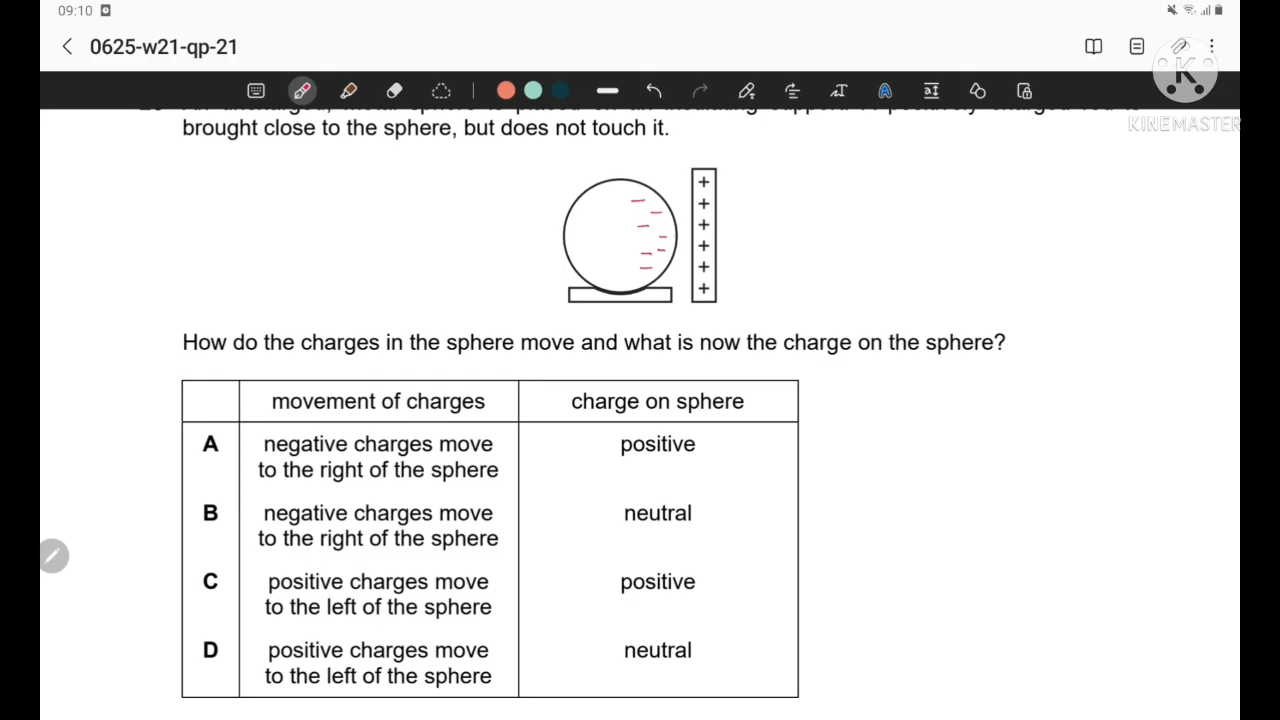 09:10
0625-w21-qp-21
K
KINEMASTER
brought close to the sphere, but does not touch it.
+
+
+
+
+
+
How do the charges in the sphere move and what is now the charge on the sphere?
movement of charges charge on sphere
A negative charges move positive
to the right of the sphere
B negative charges move neutral
to the right of the sphere
C positive charges move positive
to the left of the sphere
D positive charges move neutral
to the left of the sphere